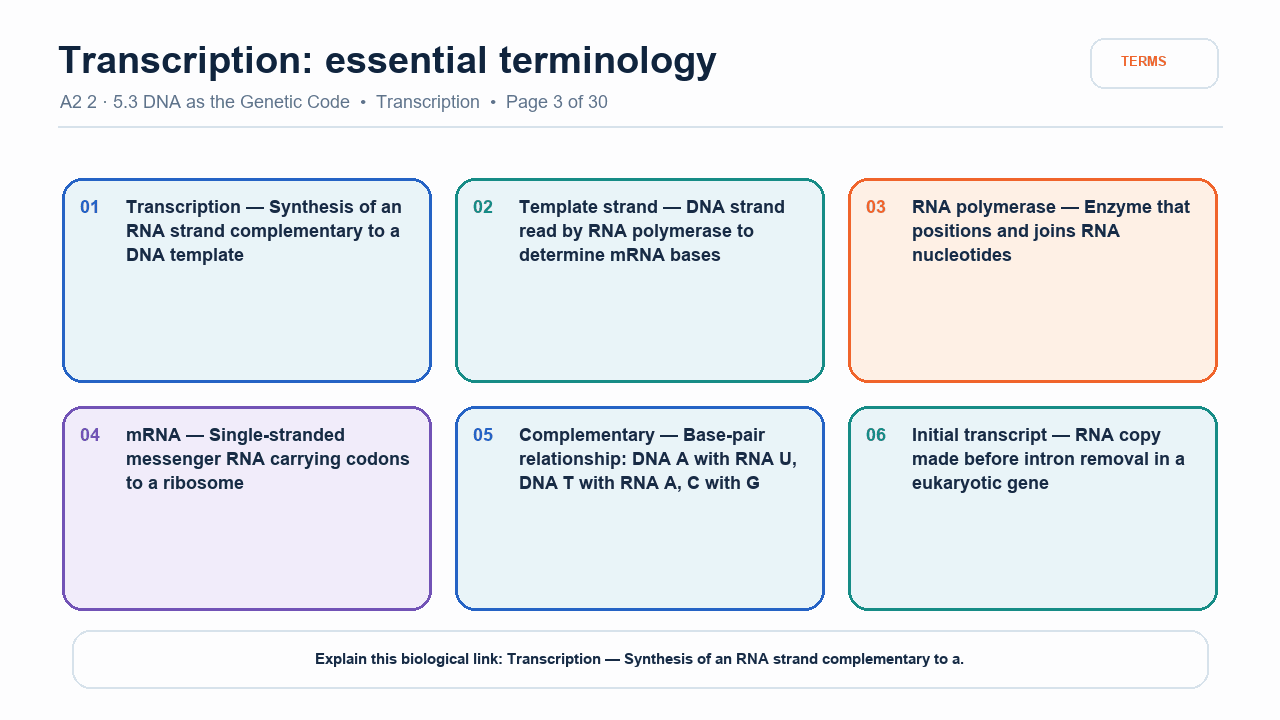 Transcription: essential terminology
TERMS
A2 2 · 5.3 DNA as the Genetic Code • Transcription • Page 3 of 30
01 Transcription — Synthesis of an
RNA strand complementary to a
DNA template
02 Template strand — DNA strand
read by RNA polymerase to
determine mRNA bases
03 RNA polymerase — Enzyme that
positions and joins RNA
nucleotides
04 mRNA — Single-stranded
messenger RNA carrying codons
to a ribosome
05 Complementary — Base-pair
relationship: DNA A with RNA U,
DNA T with RNA A, C with G
06 Initial transcript — RNA copy
made before intron removal in a
eukaryotic gene
Explain this biological link: Transcription — Synthesis of an RNA strand complementary to a.